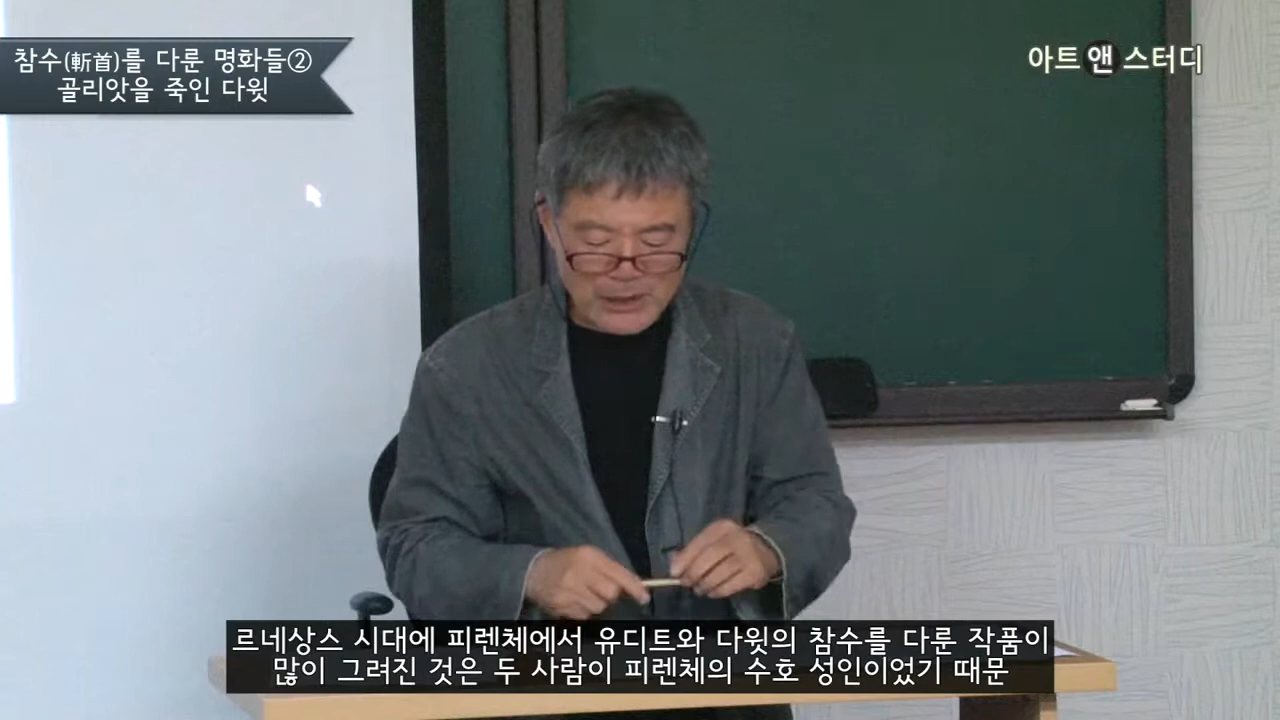 참수(斬首)를 다룬 명화들②
골리앗을 죽인 다윗
아트앤스터디
르네상스 시대에 피렌체에서 유디트와 다윗의 참수를 다룬 작품이
많이 그려진 것은 두 사람이 피렌체의 수호 성인이었기 때문